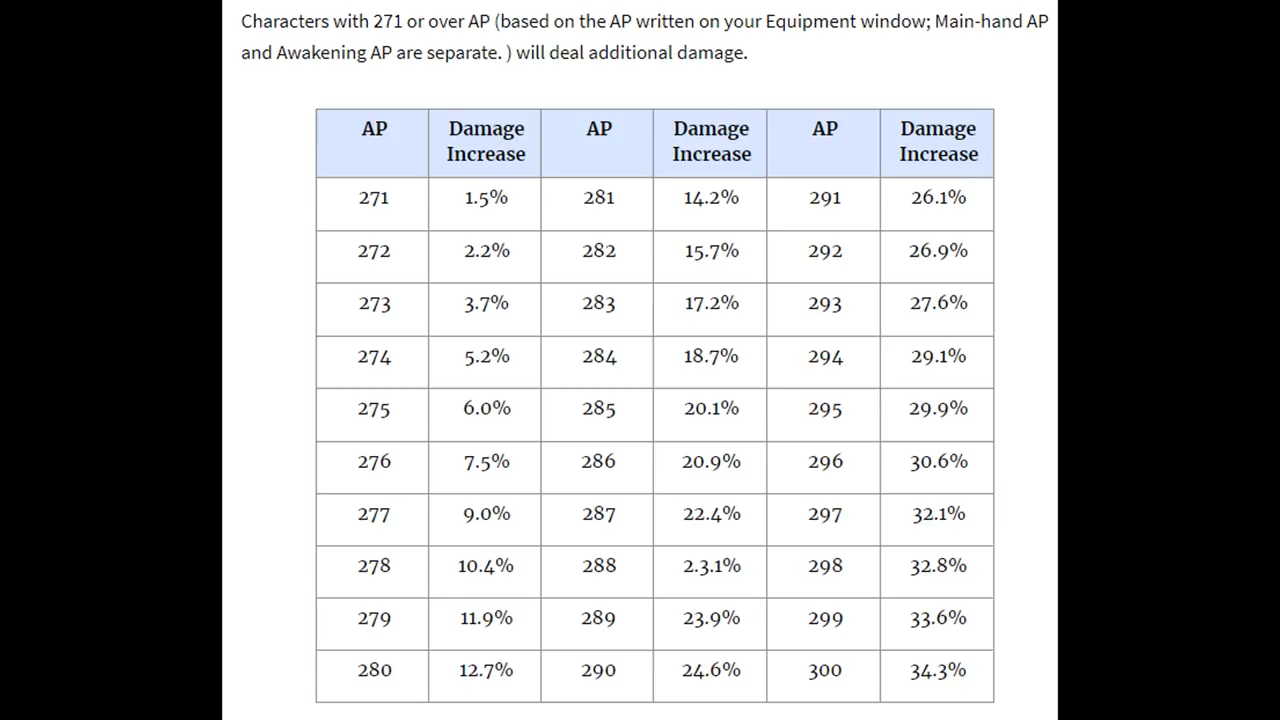 Characters with 271 or over AP (based on the AP written on your Equipment window; Main-hand AP
and Awakening AP are separate. ) will deal additional damage.
AP Damage Increase AP Damage Increase AP Damage Increase
271 1.5% 281 14.2% 291 26.1%
272 2.2% 282 15.7% 292 26.9%
273 3.7% 283 17.2% 293 27.6%
274 5.2% 284 18.7% 294 29.1%
275 6.0% 285 20.1% 295 29.9%
276 7.5% 286 20.9% 296 30.6%
277 9.0% 287 22.4% 297 32.1%
278 10.4% 288 2.3.1% 298 32.8%
279 11.9% 289 23.9% 299 33.6%
280 12.7% 290 24.6% 300 34.3%